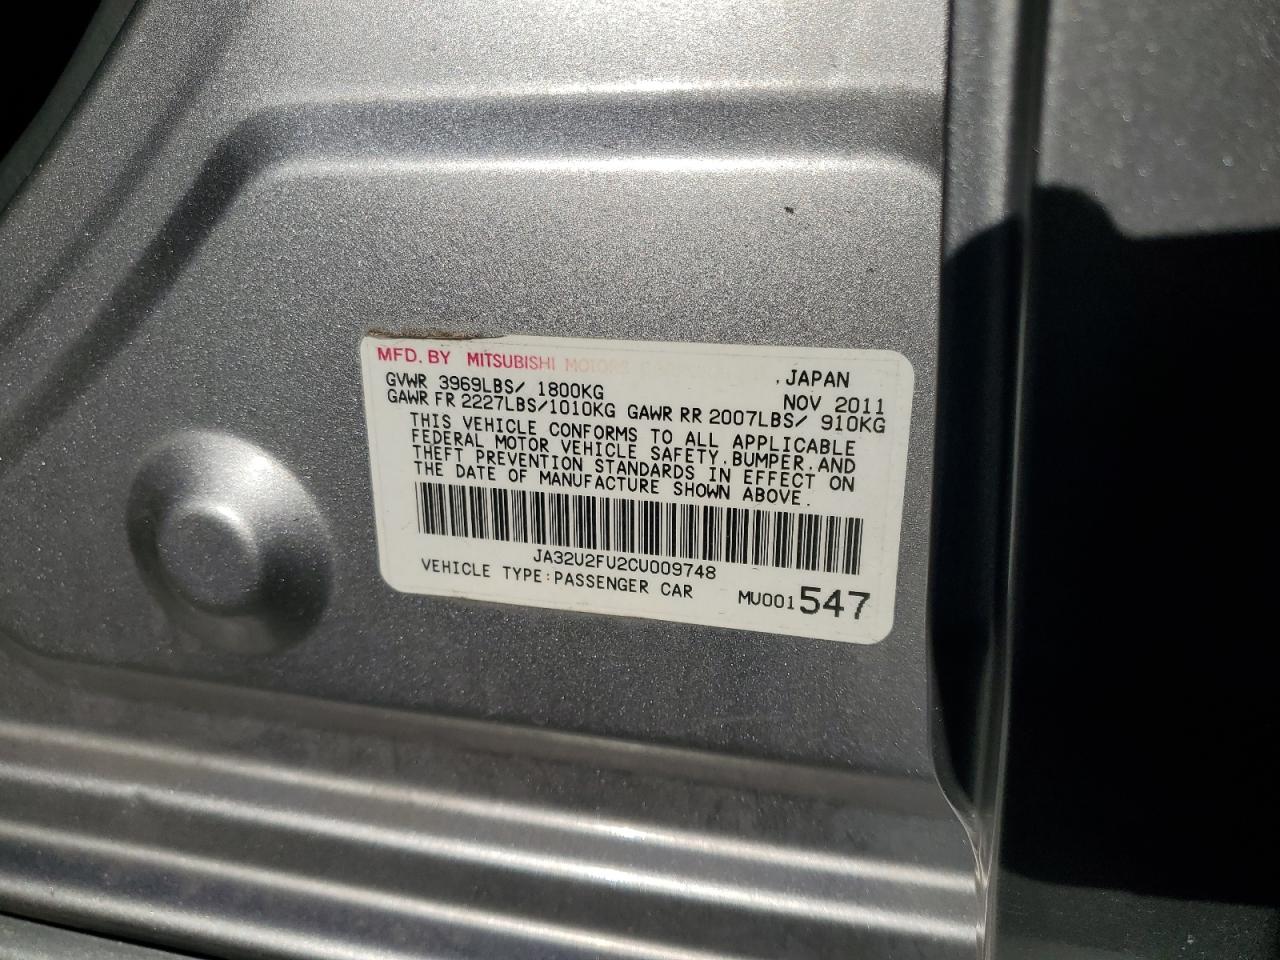 MFD. BY MITSUBISHI MOTORS
, JAPAN
GVWR 3969LBS/ 1800KG NOV 2011
GAWR FR 2227LBS/1010KG GAWR RR 2007LBS/ 910KG
THIS VEHICLE CONFORMS TO ALL APPLICABLE
FEDERAL MOTOR VEHICLE SAFETY, BUMPER, AND
THEFT PREVENTION STANDARDS IN EFFECT ON
THE DATE OF MANUFACTURE SHOWN ABOVE.
JA32U2FU2CU009748
VEHICLE TYPE:PASSENGER CAR MU001547